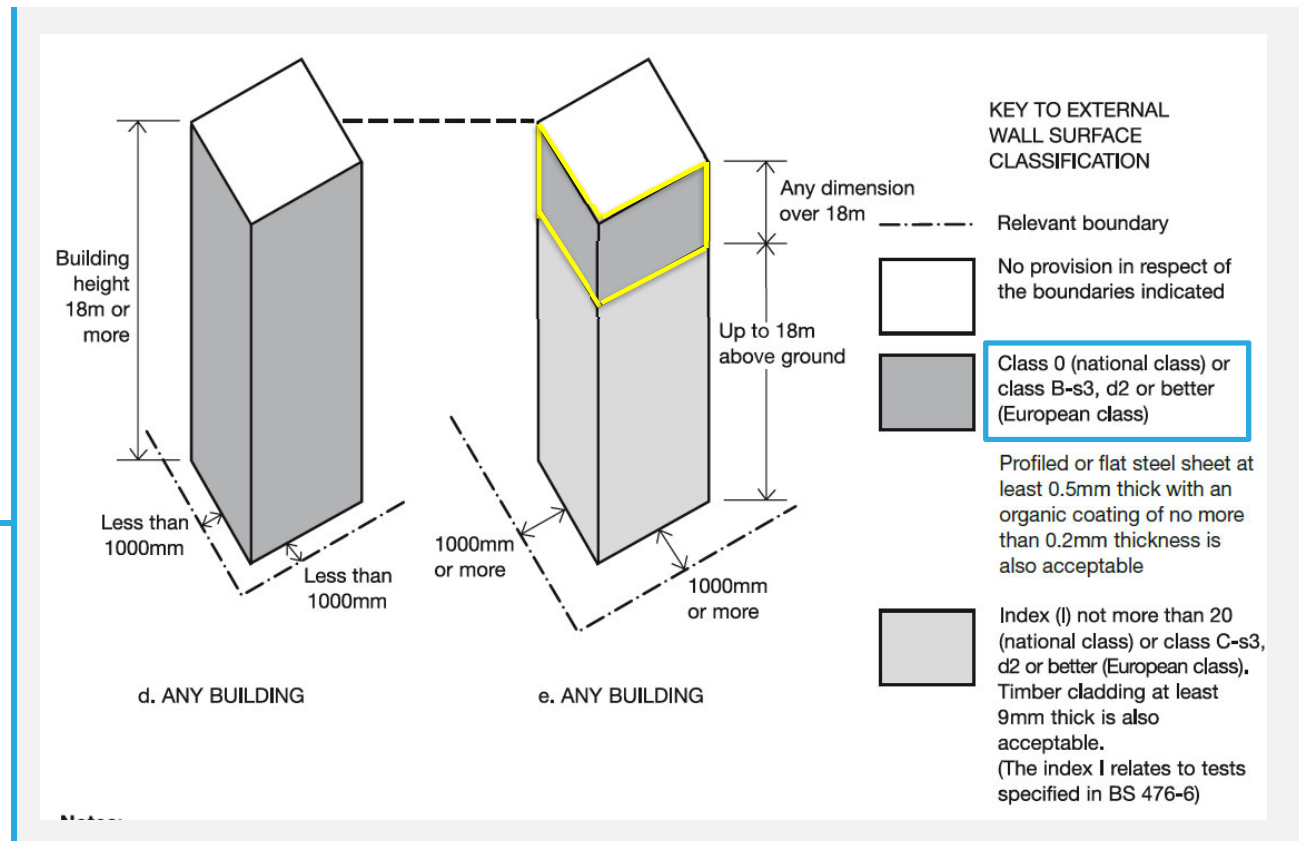 Building
height
18m or
more
Less than
1000mm
Less than
1000mm
d. ANY BUILDING
Any dimension
over 18m
Up to 18m
above ground
1000mm
or more
1000mm
or more
e. ANY BUILDING
KEY TO EXTERNAL
WALL SURFACE
CLASSIFICATION
Relevant boundary
No provision in respect of
the boundaries indicated
Class 0 (national class) or
class B-s3, d2 or better
(European class)
Profiled or flat steel sheet at
least 0.5mm thick with an
organic coating of no more
than 0.2mm thickness is
also acceptable
Index (I) not more than 20
(national class) or class C-s3,
d2 or better (European class).
Timber cladding at least
9mm thick is also
acceptable.
(The index I relates to tests
specified in BS 476-6)